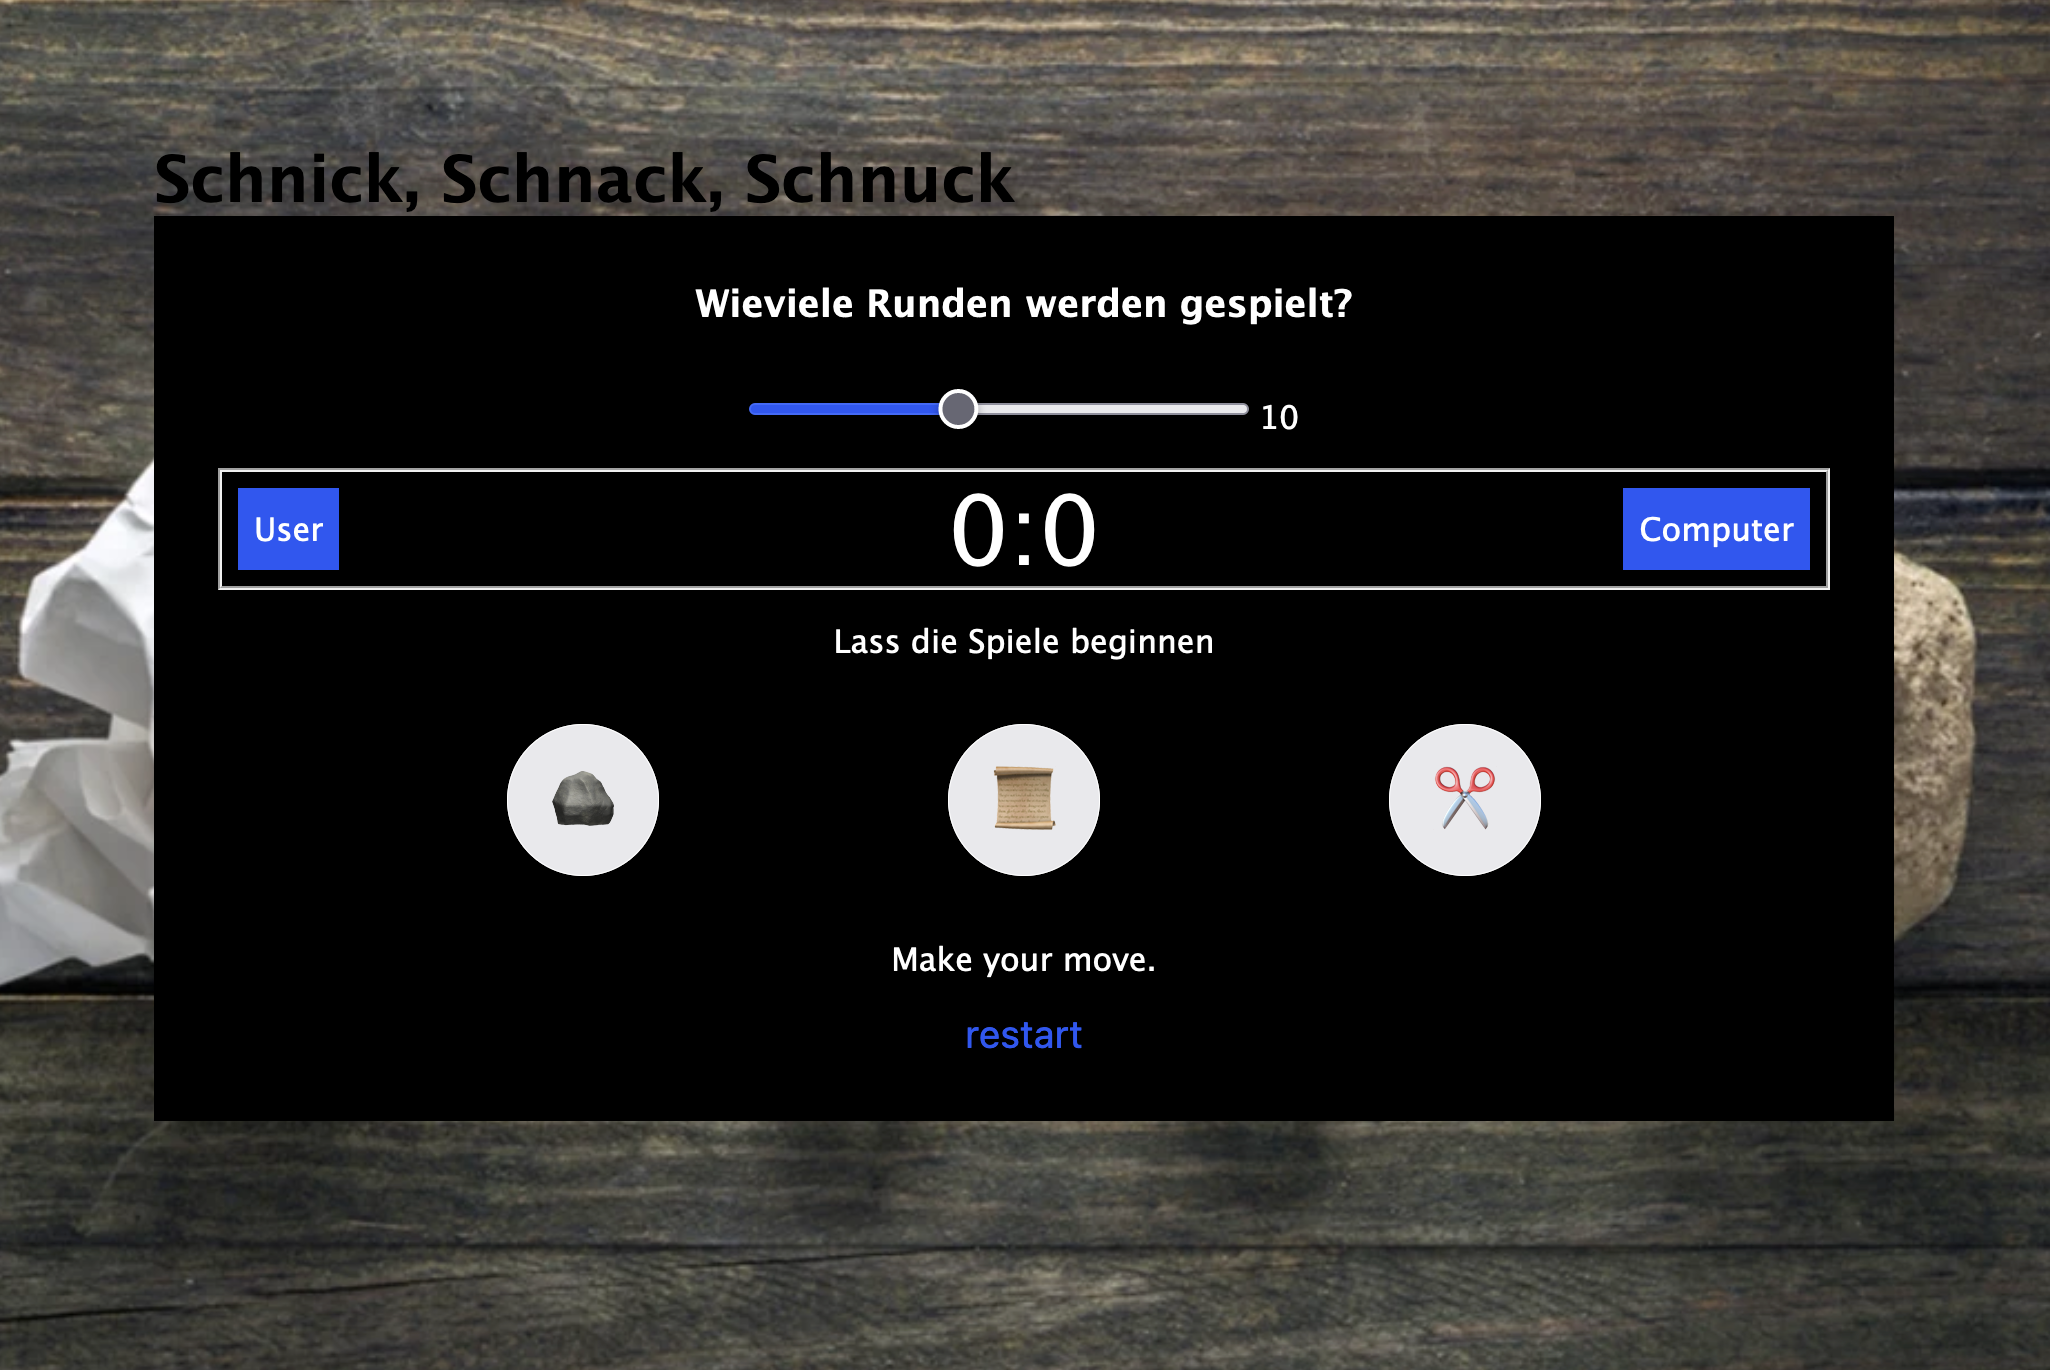 Schnick, Schnack, Schnuck
Wieviele Runden werden gespielt?
10
User 0:0 Computer
Lass die Spiele beginnen
Make your move.
restart